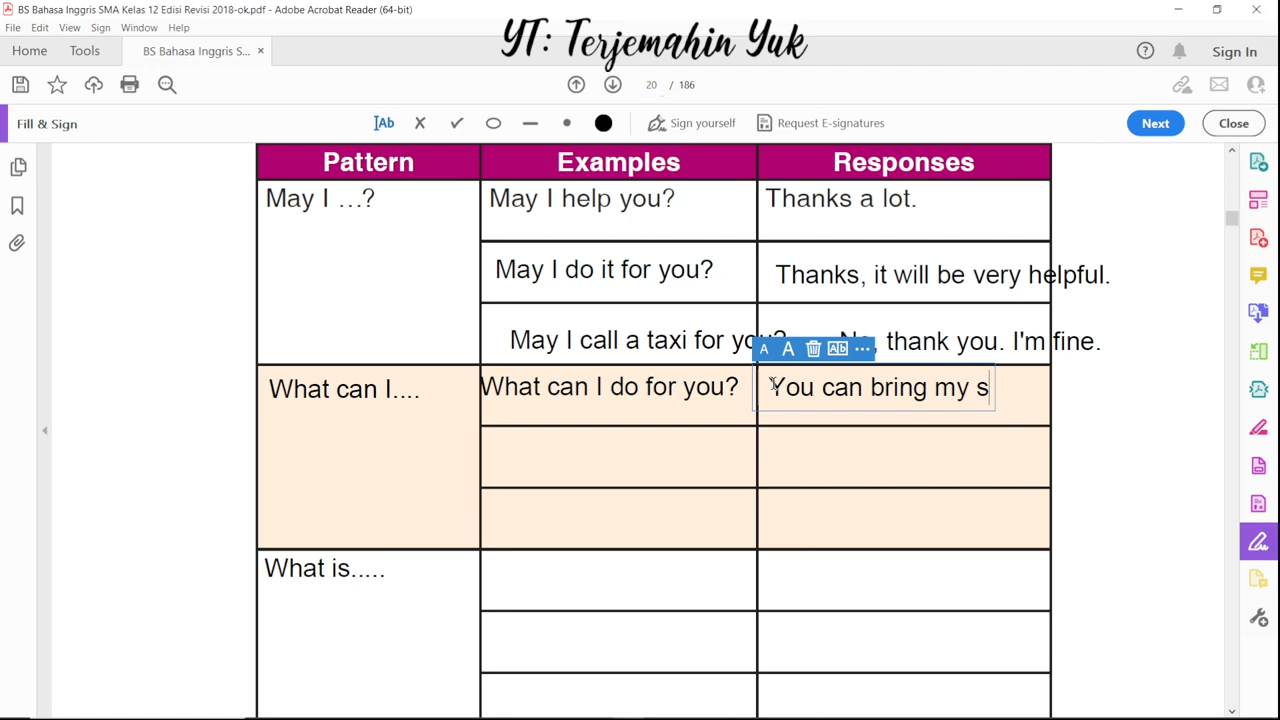 BS Bahasa Inggris SMA Kelas 12 Edisi Revisi 2018-ok.pdf - Adobe Acrobat Reader (64-bit)
File Edit View Sign Window Help
YT: Terjemahin Yuk
Home Tools BS Bahasa Inggris S... × Sign In
20 / 186
Fill & Sign Ab Sign yourself Request E-signatures Next Close
Pattern Examples Responses
May I ...? May I help you? Thanks a lot.
May I do it for you? Thanks, it will be very helpful.
May I call a taxi for you? No, thank you. I'm fine.
A A Ab
What can I.... What can I do for you? You can bring my s
What is.....